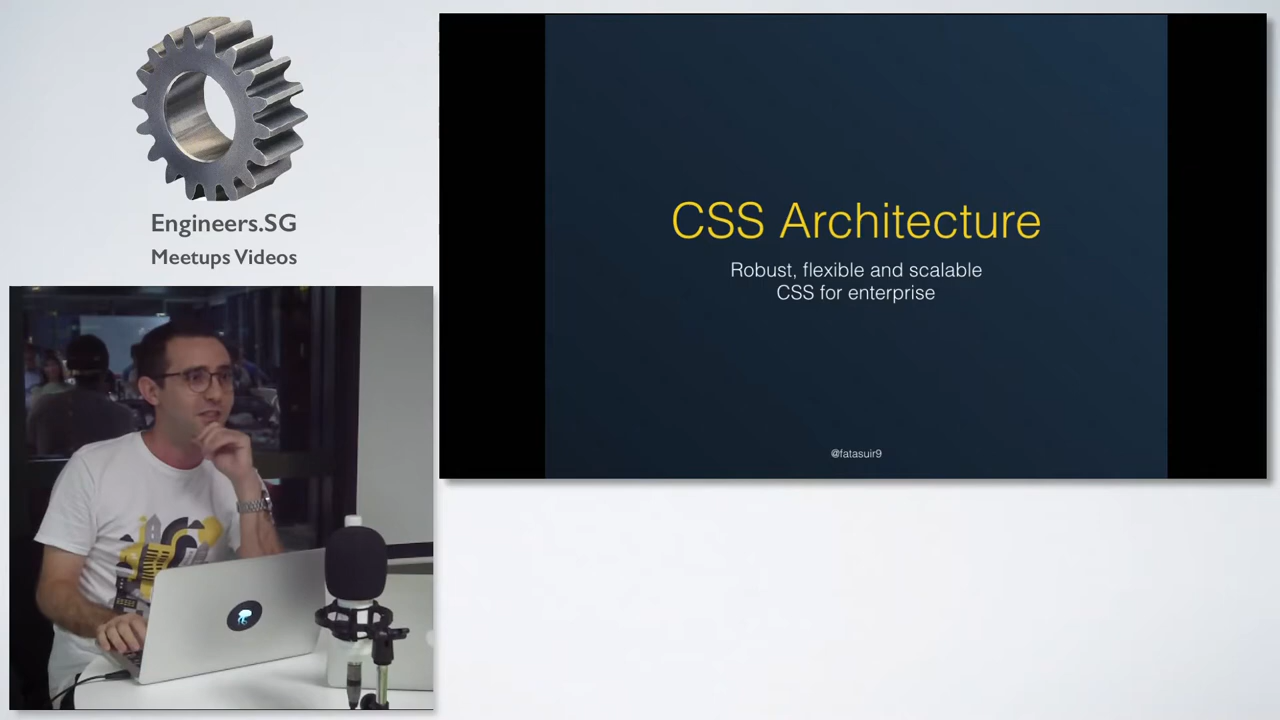 Engineers.SG
Meetups Videos
CSS Architecture
Robust, flexible and scalable
CSS for enterprise
@fatasuir9